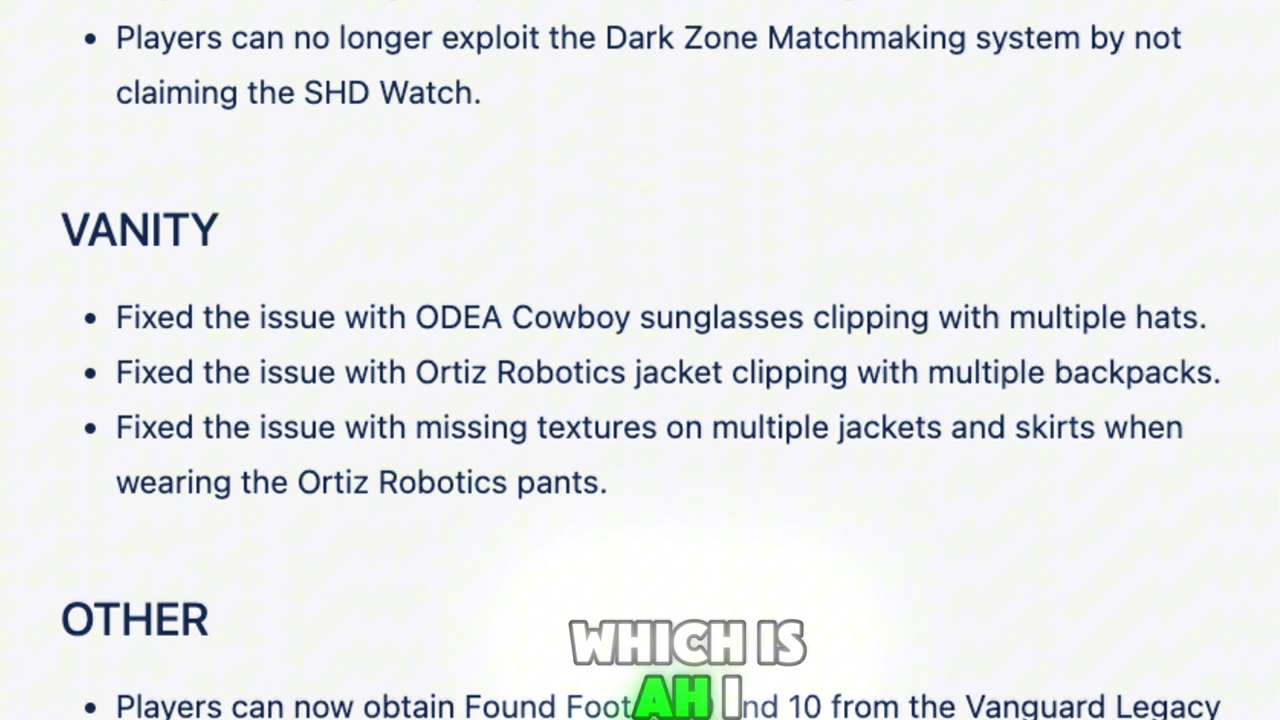 Players can no longer exploit the Dark Zone Matchmaking system by not
claiming the SHD Watch.
VANITY
Fixed the issue with ODEA Cowboy sunglasses clipping with multiple hats.
Fixed the issue with Ortiz Robotics jacket clipping with multiple backpacks.
Fixed the issue with missing textures on multiple jackets and skirts when
wearing the Ortiz Robotics pants.
OTHER
WHICH IS
AH I
Players can now obtain Found 10 from the Vanguard Legacy